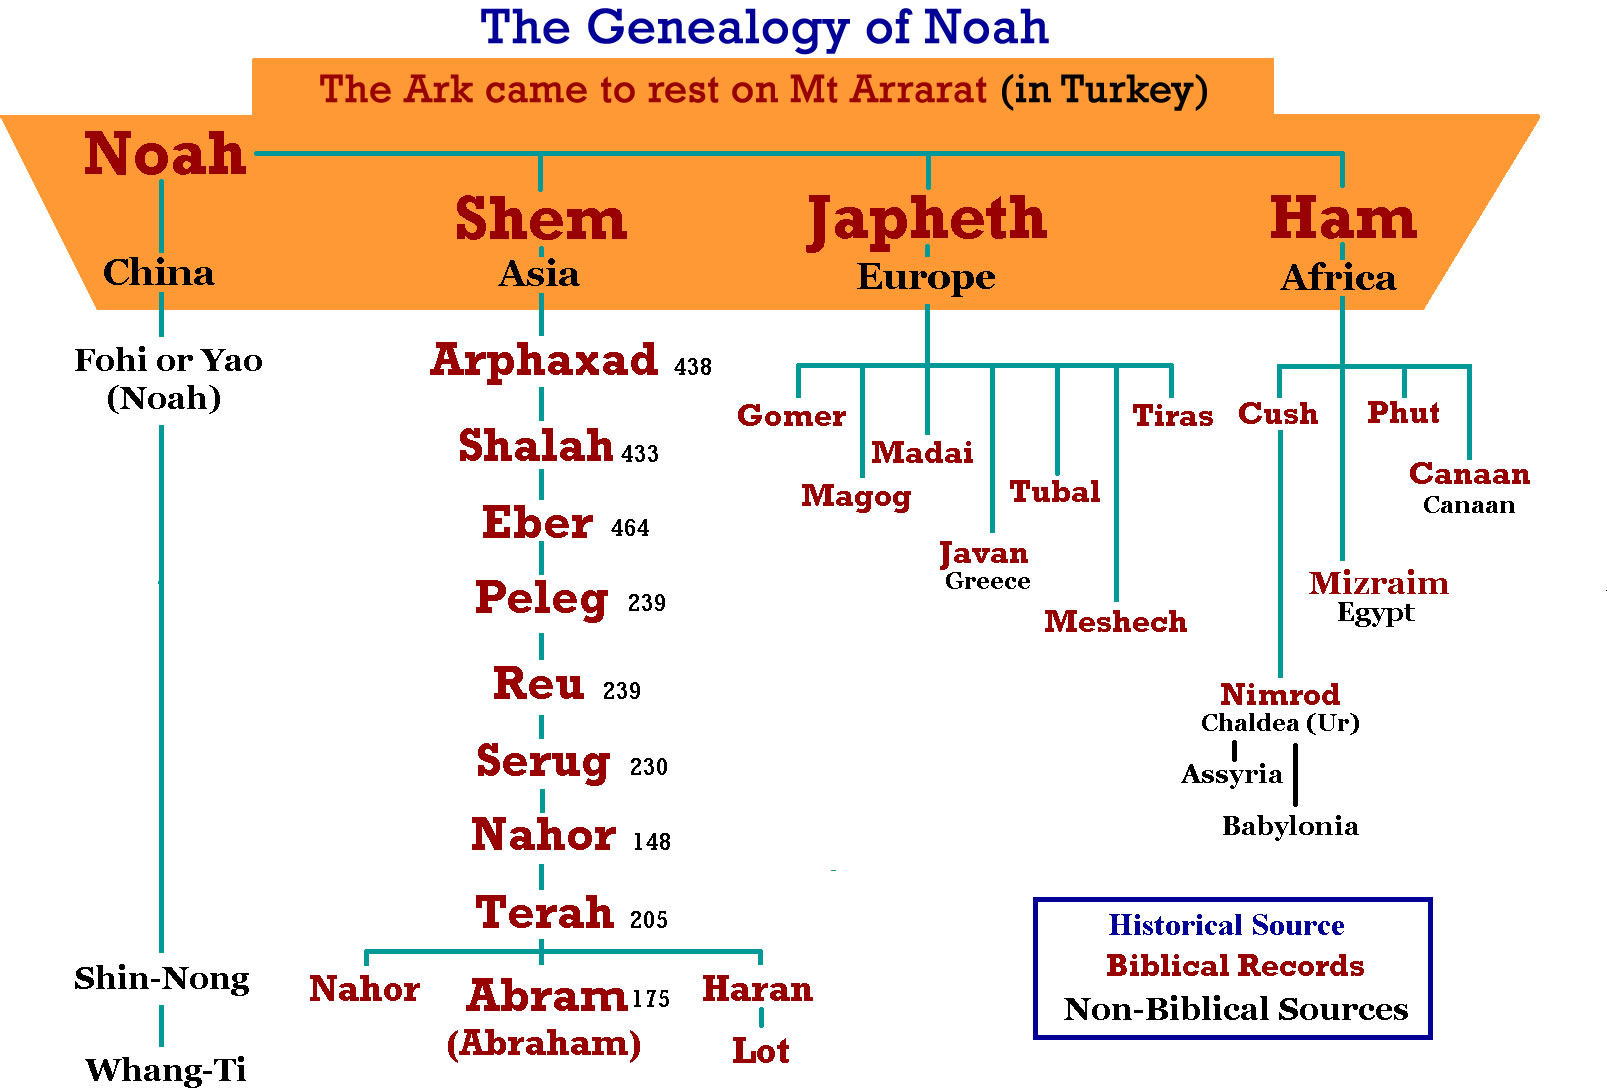 The Genealogy of Noah
The Ark came to rest on Mt Arrarat (in Turkey)
Noah
Shem
Japheth
Ham
China
Asia
Europe
Africa
Fohi or Yao
(Noah)
Shin-Nong
Whang-Ti
Arphaxad 438
Shalah 433
Eber 464
Peleg 239
Reu 239
Serug 230
Nahor 148
Terah 205
Nahor
Abram 175
(Abraham)
Haran
Lot
Gomer
Magog
Madai
Javan
Greece
Tubal
Meshech
Tiras
Cush
Phut
Canaan
Canaan
Mizraim
Egypt
Nimrod
Chaldea (Ur)
Assyria
Babylonia
Historical Source
Biblical Records
Non-Biblical Sources